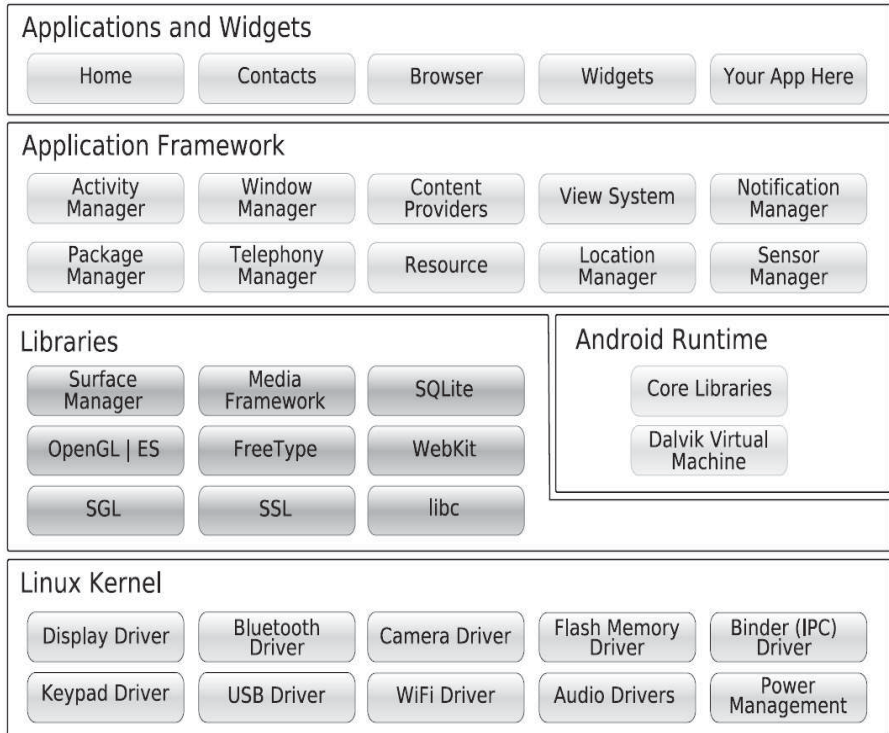 Applications and Widgets
Home
Contacts
Browser
Widgets
Your App Here
Application Framework
Activity
Manager
Window
Manager
Content
Providers
View System
Notification
Manager
Package
Manager
Telephony
Manager
Resource
Location
Manager
Sensor
Manager
Libraries
Surface
Manager
Media
Framework
SQLite
OpenGL | ES
FreeType
WebKit
SGL
SSL
libc
Android Runtime
Core Libraries
Dalvik Virtual
Machine
Linux Kernel
Display Driver
Bluetooth
Driver
Camera Driver
Flash Memory
Driver
Binder (IPC)
Driver
Keypad Driver
USB Driver
WiFi Driver
Audio Drivers
Power
Management